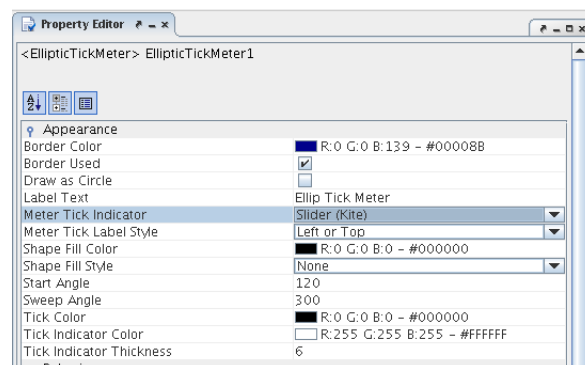 Property Editor
<EllipticTickMeter> EllipticTickMeter1
Appearance
Border Color R:0 G:0 B:139 - #00008B
Border Used
Draw as Circle
Label Text Ellip Tick Meter
Meter Tick Indicator Slider (Kite)
Meter Tick Label Style Left or Top
Shape Fill Color R:0 G:0 B:0 - #000000
Shape Fill Style None
Start Angle 120
Sweep Angle 300
Tick Color R:0 G:0 B:0 - #000000
Tick Indicator Color R:255 G:255 B:255 - #FFFFFF
Tick Indicator Thickness 6